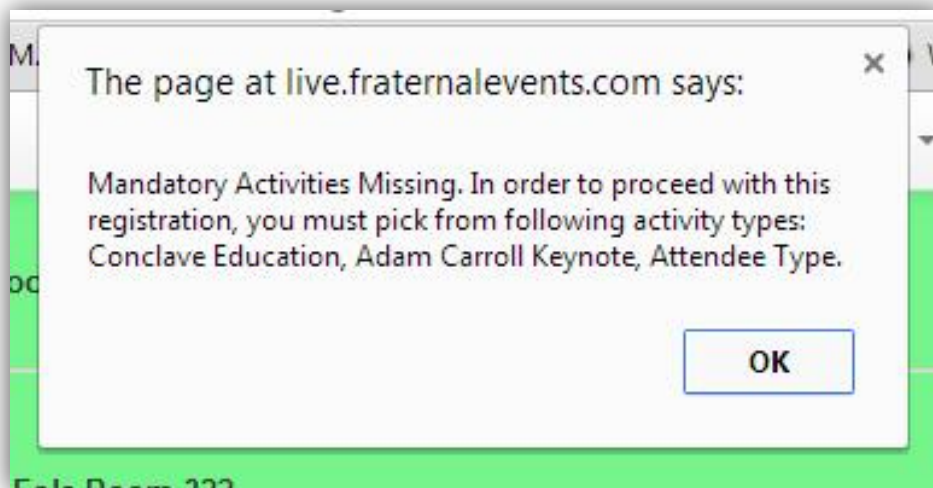 M.
The page at live.fraternalevents.com says:
Mandatory Activities Missing. In order to proceed with this
registration, you must pick from following activity types:
Conclave Education, Adam Carroll Keynote, Attendee Type.
OK